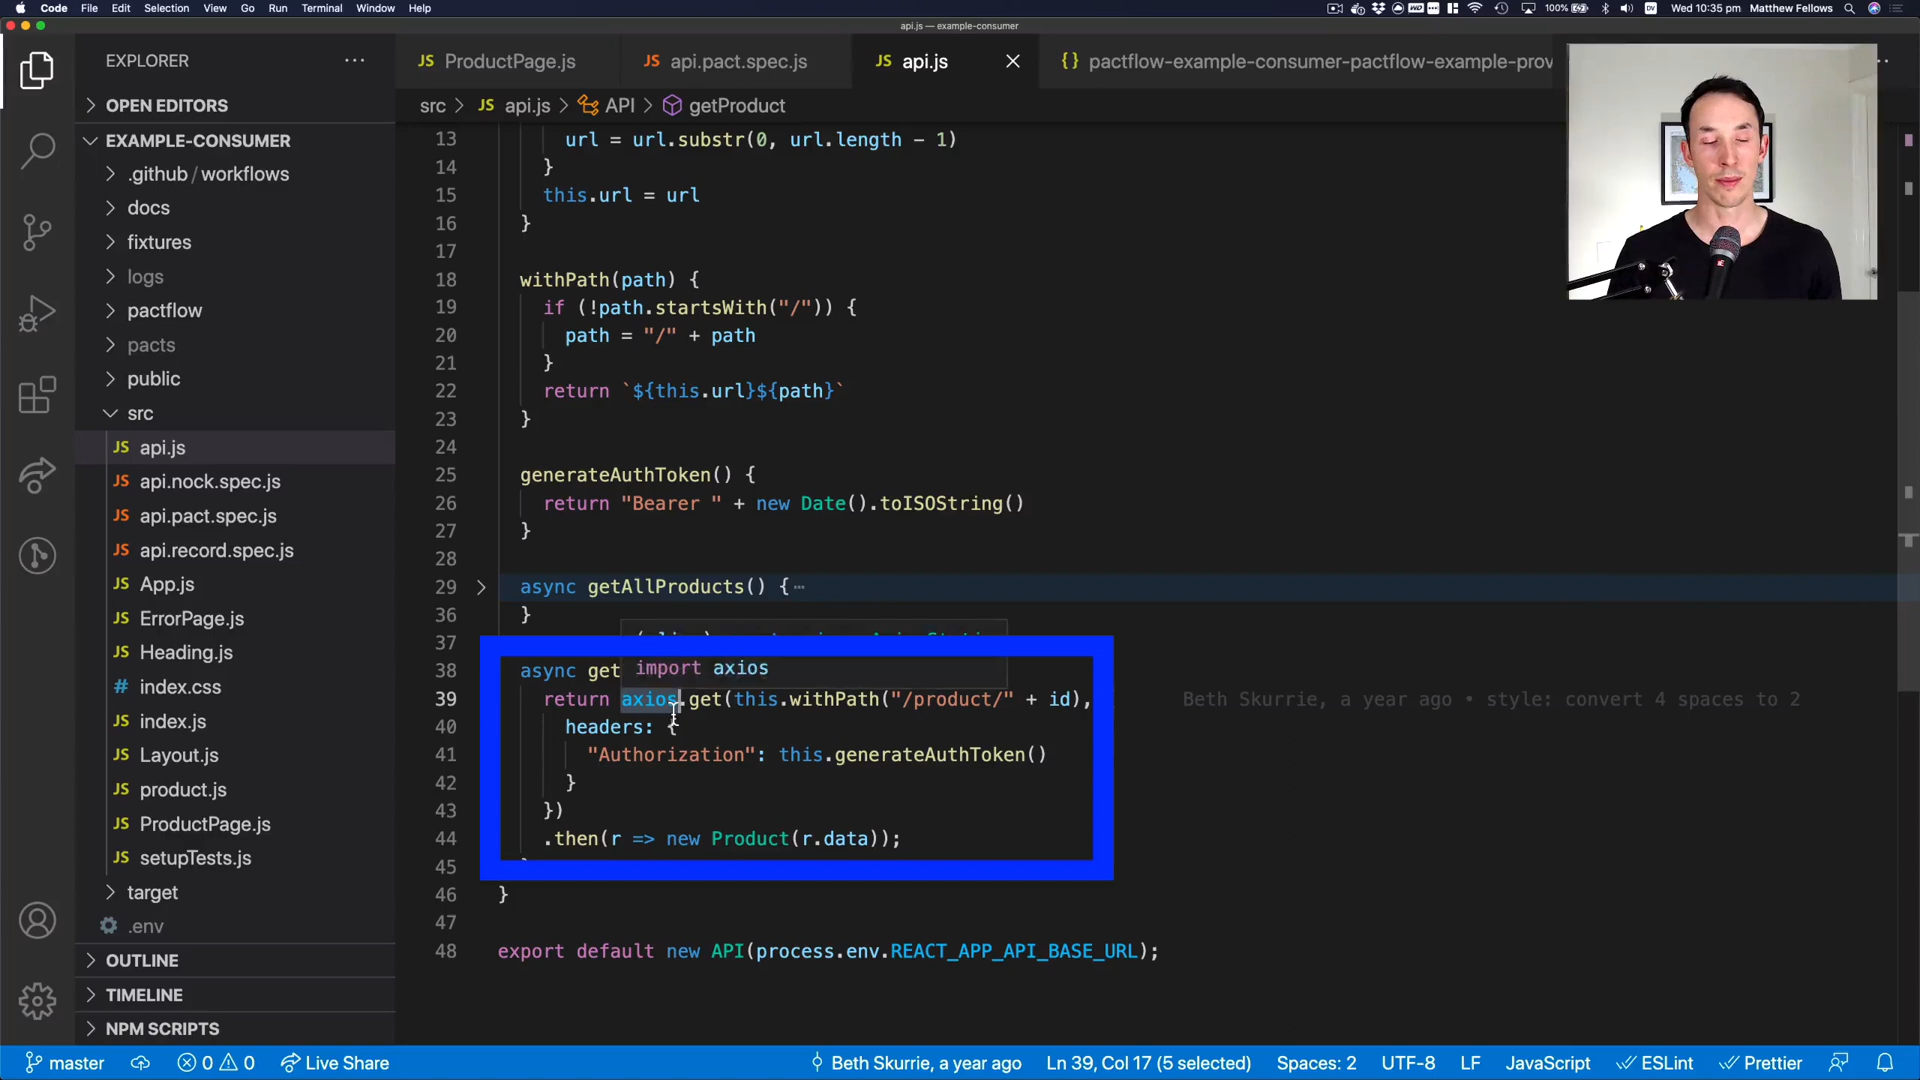 Code File Edit Selection View Go Run Terminal Window Help
100% Wed 10:35 pm Matthew Fellows
api.js — example-consumer
EXPLORER
JS ProductPage.js
JS api.pact.spec.js
JS api.js
{} pactflow-example-consumer-pactflow-example-prov
OPEN EDITORS
src > JS api.js > API > getProduct
EXAMPLE-CONSUMER
.github/workflows
docs
fixtures
logs
pactflow
pacts
public
src
JS api.js
JS api.nock.spec.js
JS api.pact.spec.js
JS api.record.spec.js
JS App.js
JS ErrorPage.js
JS Heading.js
# index.css
JS index.js
JS Layout.js
JS product.js
JS ProductPage.js
JS setupTests.js
target
.env
OUTLINE
TIMELINE
NPM SCRIPTS
13 url = url.substr(0, url.length - 1)
14 }
15 this.url = url
16 }
17
18 withPath(path) {
19 if (!path.startsWith("/")) {
20 path = "/" + path
21 }
22 return `${this.url}${path}`
23 }
24
25 generateAuthToken() {
26 return "Bearer " + new Date().toISOString()
27 }
28
29 async getAllProducts() {
36 }
37
38 async get
import axios
39 return axios.get(this.withPath("/product/" + id), Beth Skurrie, a year ago • style: convert 4 spaces to 2
40 headers: {
41 "Authorization": this.generateAuthToken()
42 }
43 })
44 .then(r => new Product(r.data));
45
46 }
47
48 export default new API(process.env.REACT_APP_API_BASE_URL);
master 0 0 Live Share Beth Skurrie, a year ago Ln 39, Col 17 (5 selected) Spaces: 2 UTF-8 LF JavaScript ESLint Prettier